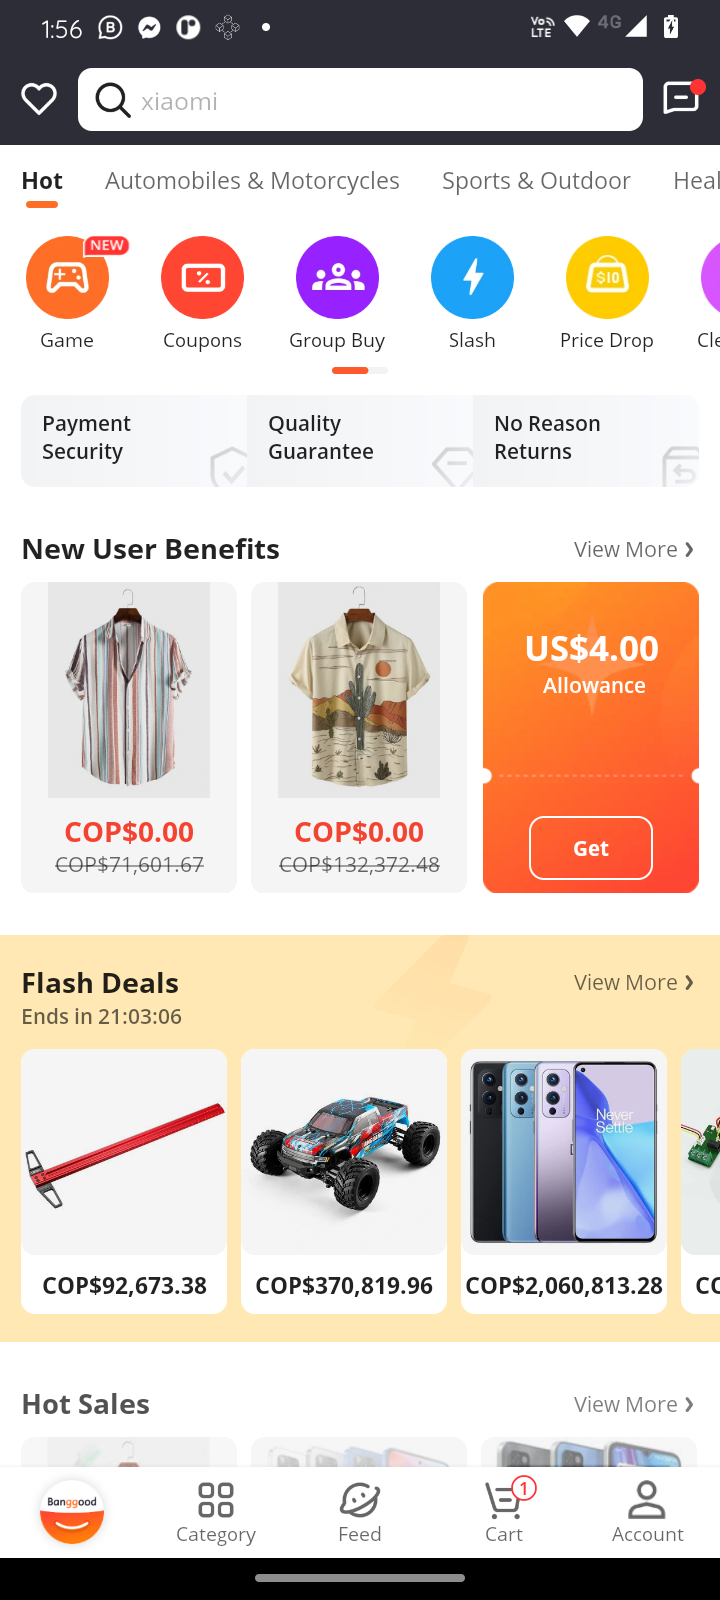 1:56
Vo
LTE
4G
xiaomi
Hot Automobiles & Motorcycles Sports & Outdoor Heal
NEW
$10
Game Coupons Group Buy Slash Price Drop Cle
Payment
Security
Quality
Guarantee
No Reason
Returns
New User Benefits View More
COP$0.00
COP$71,601.67
COP$0.00
COP$132,372.48
US$4.00
Allowance
Get
Flash Deals View More
Ends in 21:03:06
Never
Settle
COP$92,673.38 COP$370,819.96 COP$2,060,813.28 CO
Hot Sales View More
Banggood
1
Category Feed Cart Account